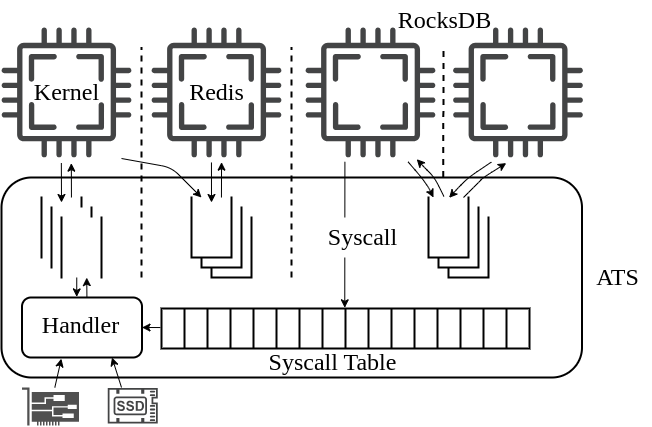 RocksDB
Kernel
Redis
Syscall
ATS
Handler
Syscall Table
SSD